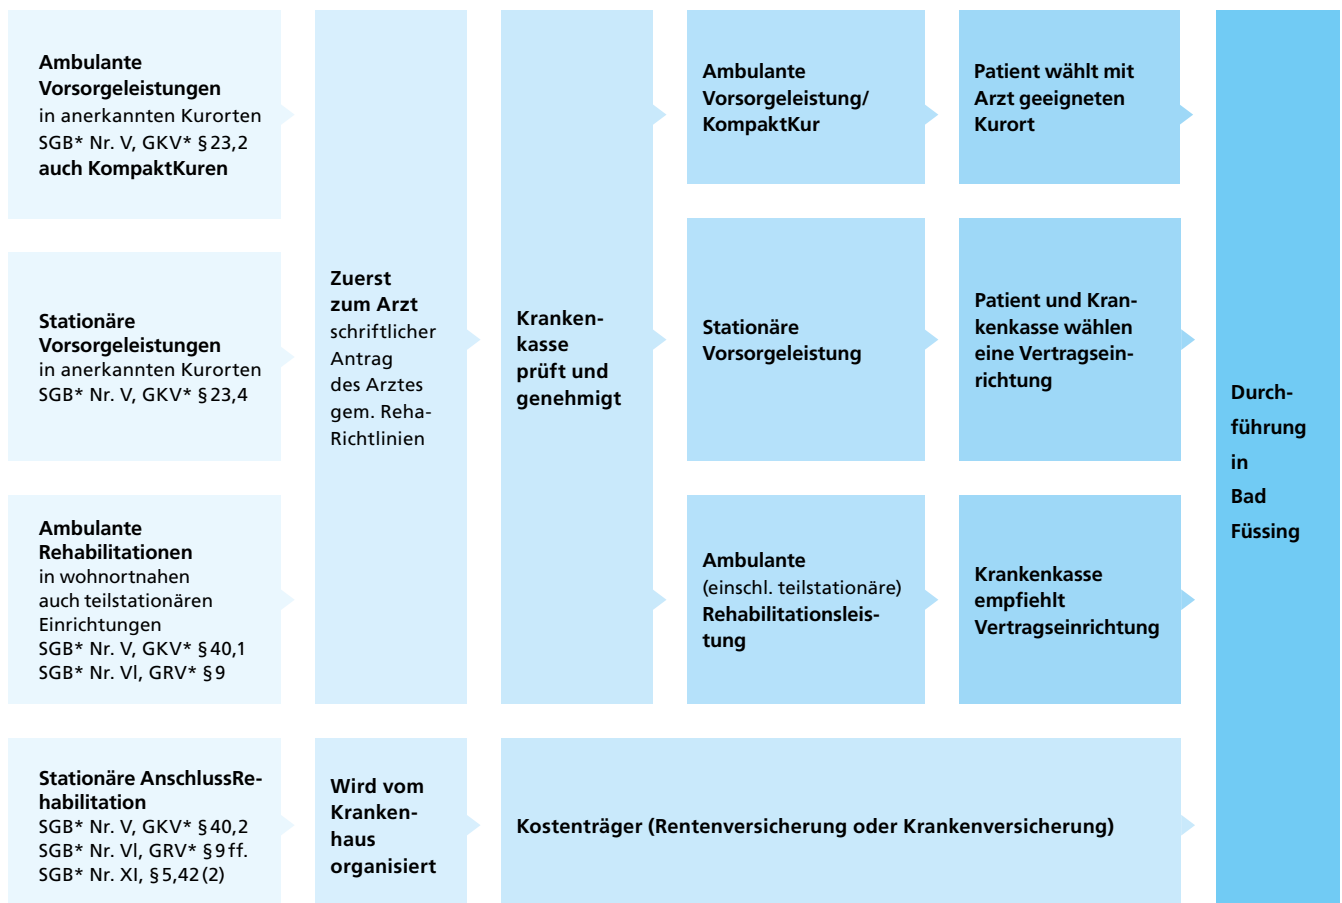 Ambulante
Vorsorgeleistungen
in anerkannten Kurorten
SGB* Nr. V, GKV* § 23,2
auch KompaktKuren
Stationäre
Vorsorgeleistungen
in anerkannten Kurorten
SGB* Nr. V, GKV* § 23,4
Ambulante
Rehabilitationen
in wohnortnahen
auch teilstationären
Einrichtungen
SGB* Nr. V, GKV* § 40,1
SGB* Nr. Vl, GRV* § 9
Stationäre AnschlussRe-
habilitation
SGB* Nr. V, GKV* § 40,2
SGB* Nr. Vl, GRV* § 9 ff.
SGB* Nr. XI, § 5,42 (2)
Zuerst
zum Arzt
schriftlicher
Antrag
des Arztes
gem. Reha-
Richtlinien
Wird vom
Kranken-
haus
organisiert
Kranken-
kasse
prüft und
genehmigt
Ambulante
Vorsorgeleistung/
KompaktKur
Patient wählt mit
Arzt geeigneten
Kurort
Stationäre
Vorsorgeleistung
Patient und Kran-
kenkasse wählen
eine Vertragsein-
richtung
Ambulante
(einschl. teilstationäre)
Rehabilitationsleis-
tung
Krankenkasse
empfiehlt
Vertragseinrichtung
Kostenträger (Rentenversicherung oder Krankenversicherung)
Durch-
führung
in
Bad
Füssing